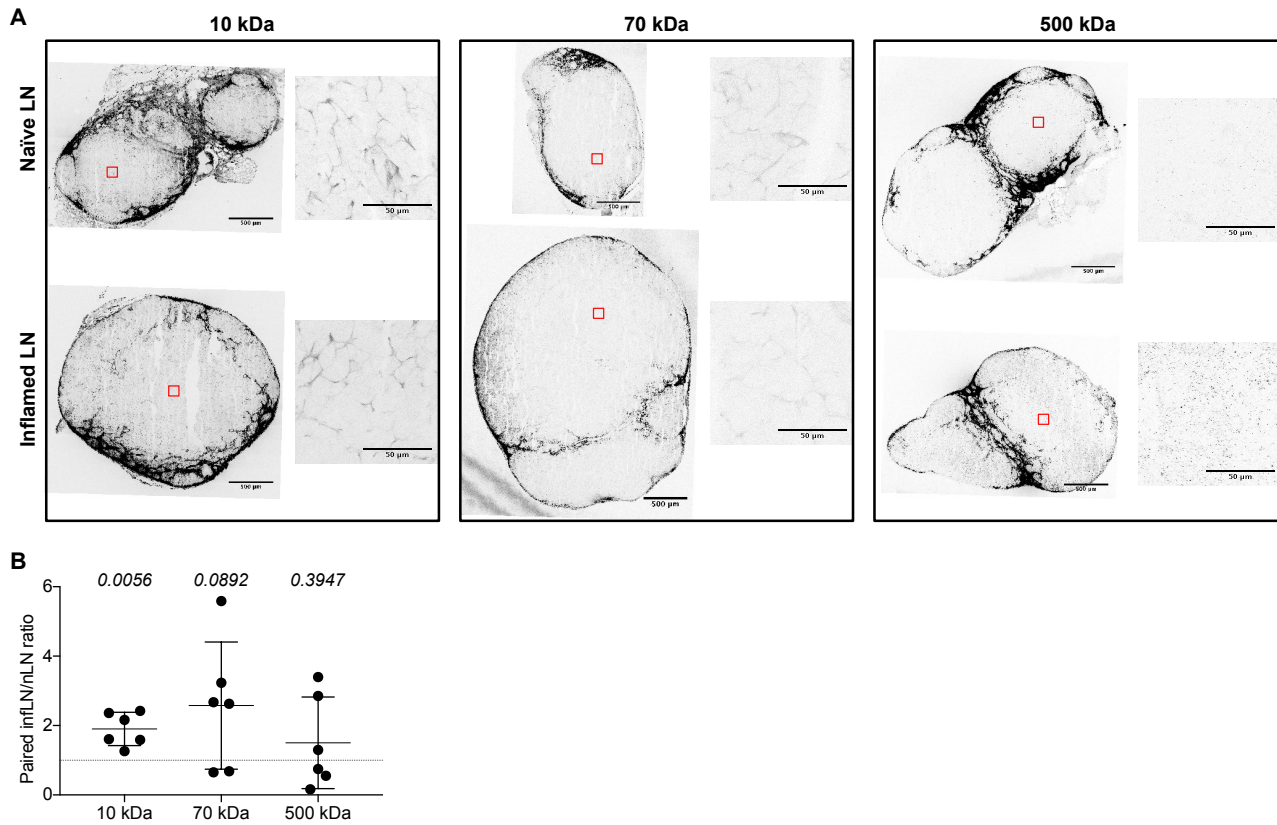 A
10 kDa
70 kDa
500 kDa
Naïve LN
500 µm
50 µm
500 µm
50 µm
500 µm
50 µm
Inflamed LN
500 µm
50 µm
500 µm
50 µm
500 µm
50 µm
B
0.0056
0.0892
0.3947
Paired infLN/nLN ratio
6
4
2
0
10 kDa
70 kDa
500 kDa